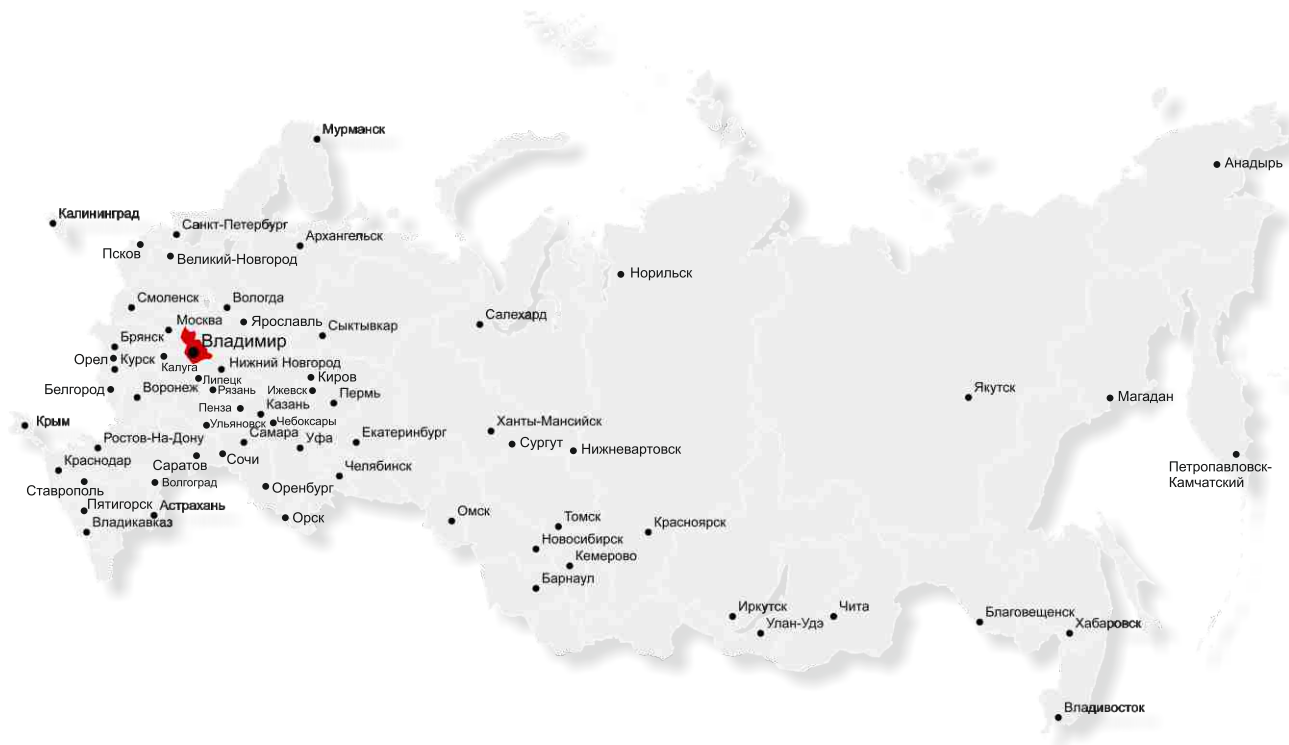 Мурманск
Анадырь
Калининград
Санкт-Петербург
Архангельск
Псков
Великий-Новгород
Норильск
Смоленск
Вологда
Салехард
Москва
Ярославль
Сыктывкар
Брянск
Владимир
Орел
Курск
Калуга
Нижний Новгород
Липецк
Киров
Белгород
Воронеж
Рязань
Ижевск
Пермь
Якутск
Магадан
Пенза
Казань
Крым
Ульяновск
Чебоксары
Ханты-Мансийск
Ростов-На-Дону
Самара
Уфа
Екатеринбург
Сургут
Нижневартовск
Краснодар
Саратов
Сочи
Челябинск
Петропавловск-
Камчатский
Ставрополь
Волгоград
Оренбург
Пятигорск
Астрахань
Владикавказ
Орск
Омск
Томск
Красноярск
Новосибирск
Кемерово
Барнаул
Иркутск
Чита
Благовещенск
Улан-Удэ
Хабаровск
Владивосток